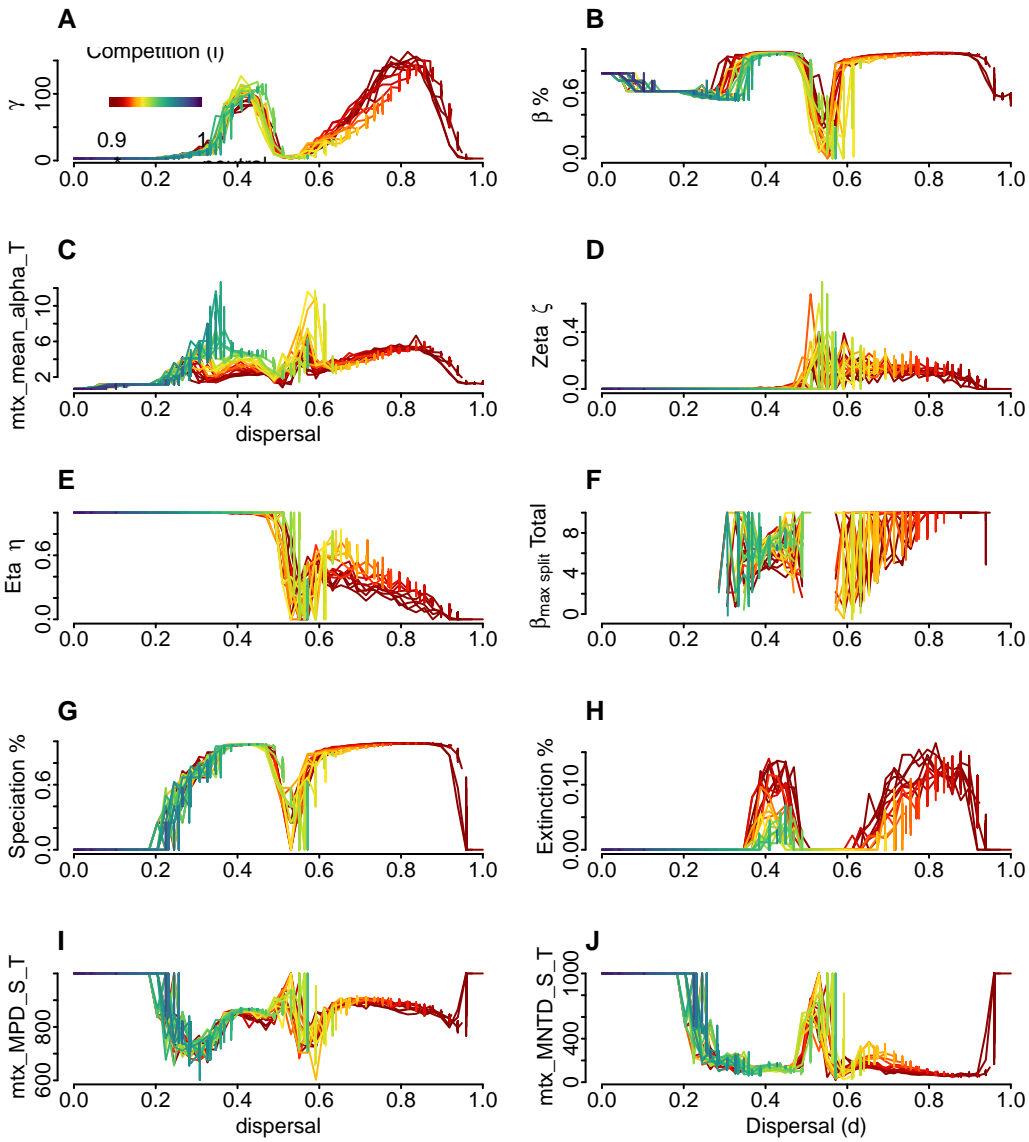 A
Competition (l)
γ
0.9
1
0
100
0.0 0.2 0.4 0.6 0.8 1.0
B
β %
0.0 0.6
0.0 0.2 0.4 0.6 0.8 1.0
C
mtx_mean_alpha_T
2 6 10
0.0 0.2 0.4 0.6 0.8 1.0
dispersal
D
Zeta ζ
0.0 0.4
0.0 0.2 0.4 0.6 0.8 1.0
E
Eta η
0.0 0.6
0.0 0.2 0.4 0.6 0.8 1.0
F
βmax split Total
0 4 8
0.0 0.2 0.4 0.6 0.8 1.0
G
Speciation %
0.0 0.6
0.0 0.2 0.4 0.6 0.8 1.0
H
Extinction %
0.00 0.10
0.0 0.2 0.4 0.6 0.8 1.0
I
mtx_MPD_S_T
600 800
0.0 0.2 0.4 0.6 0.8 1.0
dispersal
J
mtx_MNTD_S_T
0 400 1000
0.0 0.2 0.4 0.6 0.8 1.0
Dispersal (d)